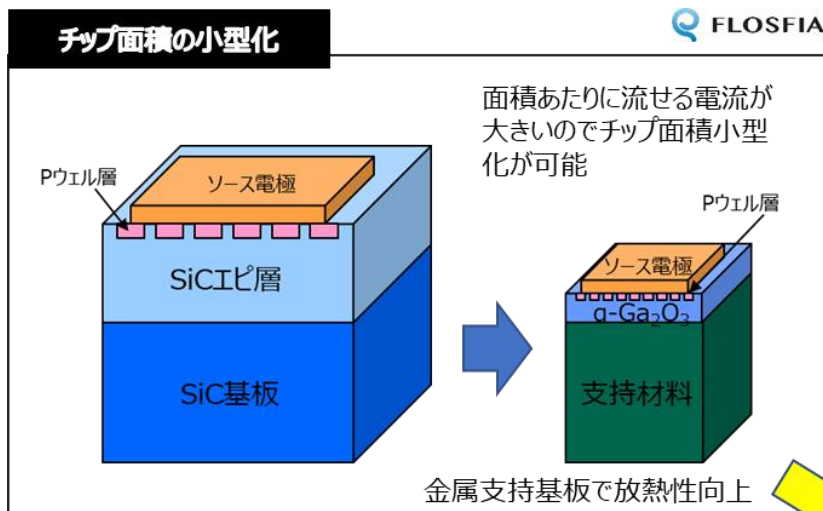 チップ面積の小型化
FLOSFIA
面積あたりに流せる電流が
大きいのでチップ面積小型
化が可能
Pウェル層
ソース電極
SiCエピ層
SiC基板
Pウェル層
ソース電極
α-Ga₂O₃
支持材料
金属支持基板で放熱性向上